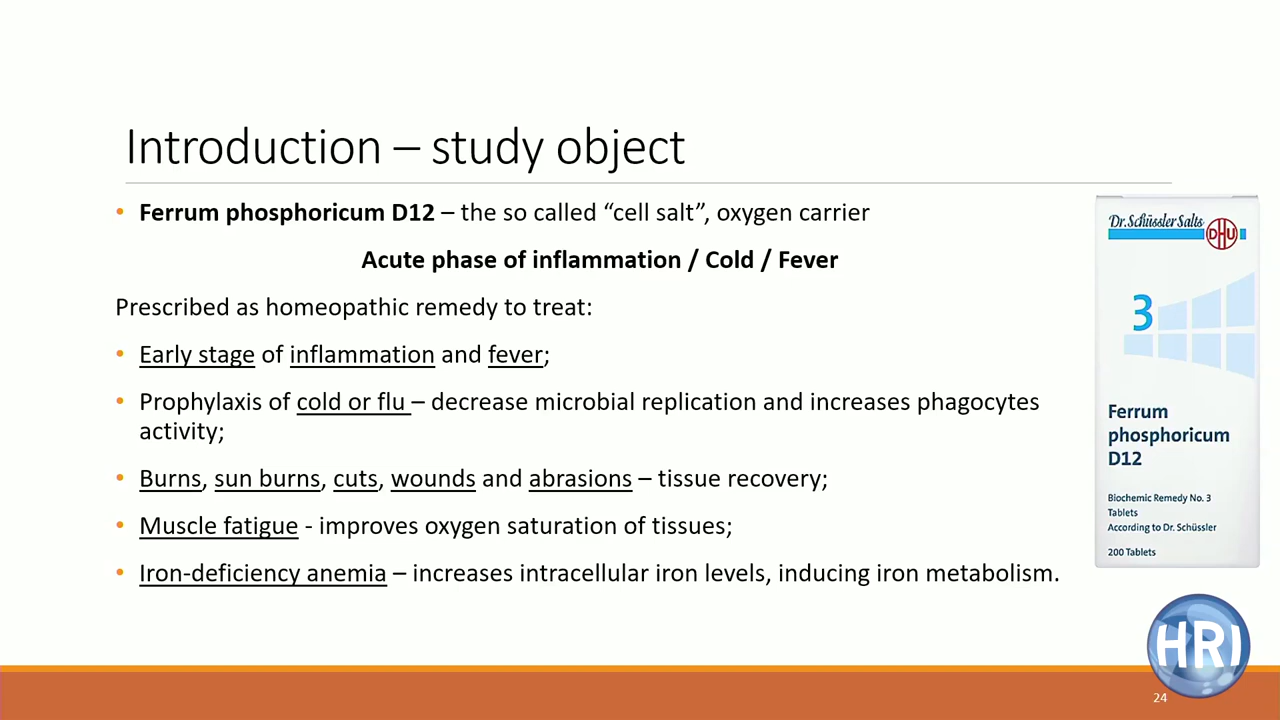 Introduction – study object
• Ferrum phosphoricum D12 – the so called “cell salt”, oxygen carrier
Acute phase of inflammation / Cold / Fever
Prescribed as homeopathic remedy to treat:
• Early stage of inflammation and fever;
• Prophylaxis of cold or flu – decrease microbial replication and increases phagocytes
activity;
• Burns, sun burns, cuts, wounds and abrasions – tissue recovery;
• Muscle fatigue - improves oxygen saturation of tissues;
• Iron-deficiency anemia – increases intracellular iron levels, inducing iron metabolism.
Dr. Schüssler Salts
DHU
3
Ferrum
phosphoricum
D12
Biochemic Remedy No. 3
Tablets
According to Dr. Schüssler
200 Tablets
HRI
24